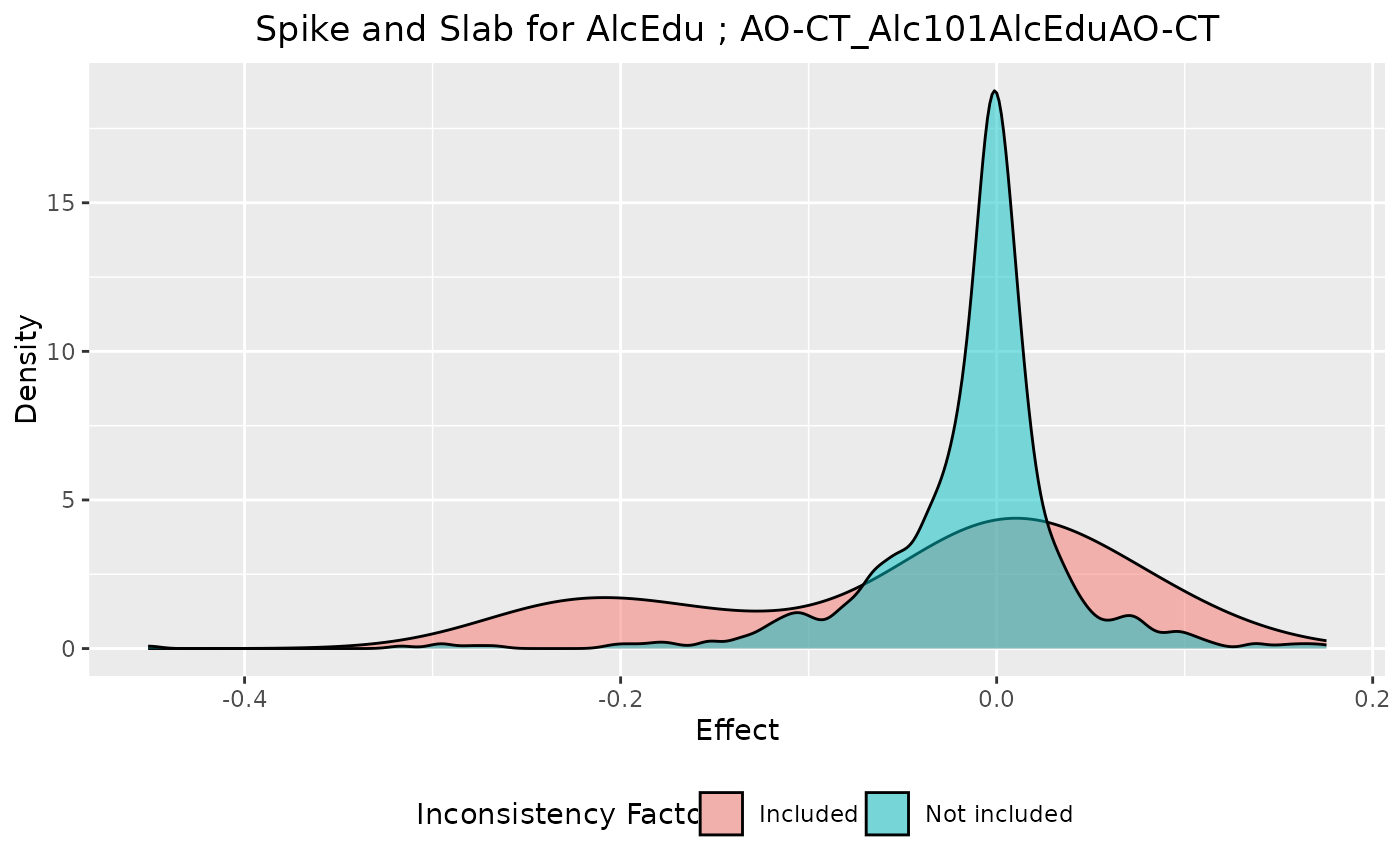 Spike and Slab for AlcEdu ; AO-CT_Alc101AlcEduAO-CT
Density
15
10
5
0
-0.4 -0.2 0.0 0.2
Effect
Inconsistency Facto Included Not included